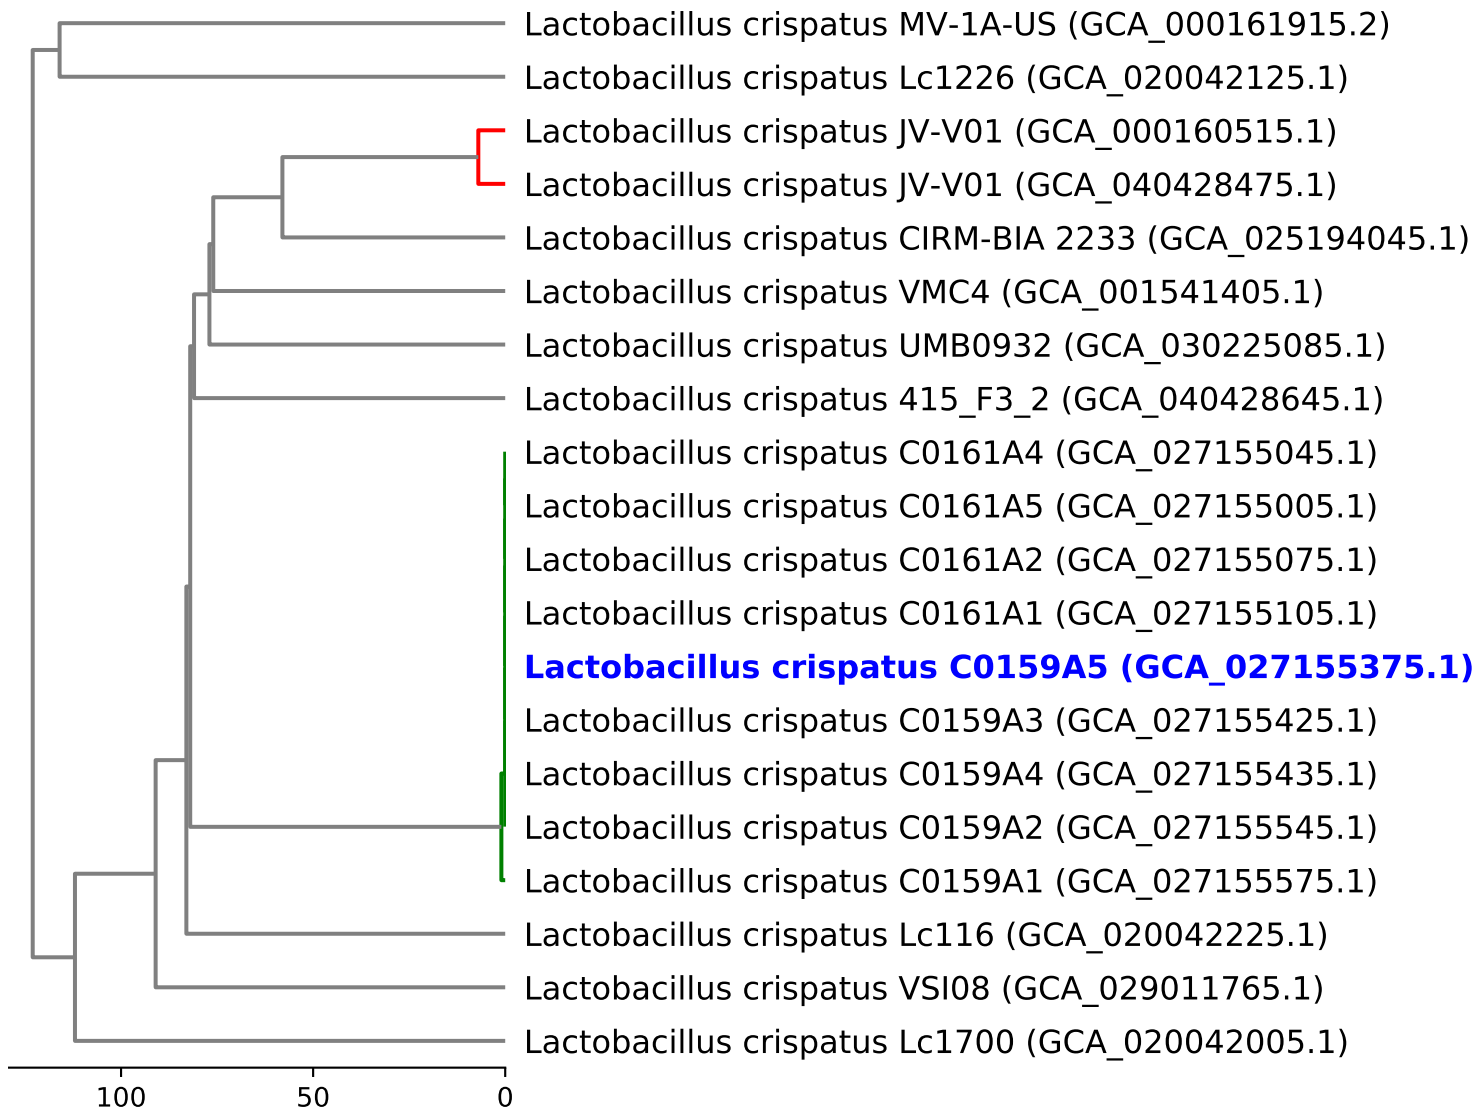 Lactobacillus crispatus MV-1A-US (GCA_000161915.2)
Lactobacillus crispatus Lc1226 (GCA_020042125.1)
Lactobacillus crispatus JV-V01 (GCA_000160515.1)
Lactobacillus crispatus JV-V01 (GCA_040428475.1)
Lactobacillus crispatus CIRM-BIA 2233 (GCA_025194045.1)
Lactobacillus crispatus VMC4 (GCA_001541405.1)
Lactobacillus crispatus UMB0932 (GCA_030225085.1)
Lactobacillus crispatus 415_F3_2 (GCA_040428645.1)
Lactobacillus crispatus C0161A4 (GCA_027155045.1)
Lactobacillus crispatus C0161A5 (GCA_027155005.1)
Lactobacillus crispatus C0161A2 (GCA_027155075.1)
Lactobacillus crispatus C0161A1 (GCA_027155105.1)
Lactobacillus crispatus C0159A5 (GCA_027155375.1)
Lactobacillus crispatus C0159A3 (GCA_027155425.1)
Lactobacillus crispatus C0159A4 (GCA_027155435.1)
Lactobacillus crispatus C0159A2 (GCA_027155545.1)
Lactobacillus crispatus C0159A1 (GCA_027155575.1)
Lactobacillus crispatus Lc116 (GCA_020042225.1)
Lactobacillus crispatus VSI08 (GCA_029011765.1)
Lactobacillus crispatus Lc1700 (GCA_020042005.1)
100 50 0